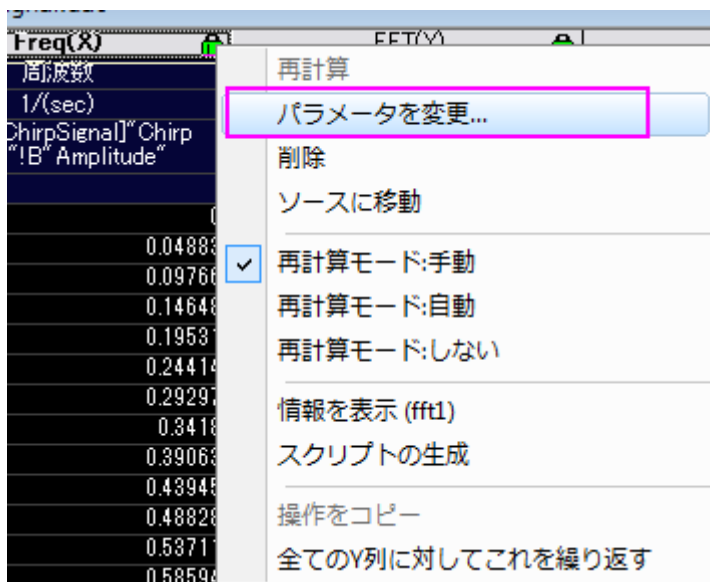 Freq(X) FFT(Y)
周波数
1/(sec)
ChirpSignal]"Chirp
"!B"Amplitude"
0.04883
0.09766
0.14648
0.19531
0.24414
0.29297
0.3418
0.39063
0.43945
0.48828
0.53711
0.58594
再計算
パラメータを変更...
削除
ソースに移動
再計算モード:手動
再計算モード:自動
再計算モード:しない
情報を表示 (fft1)
スクリプトの生成
操作をコピー
全てのY列に対してこれを繰り返す